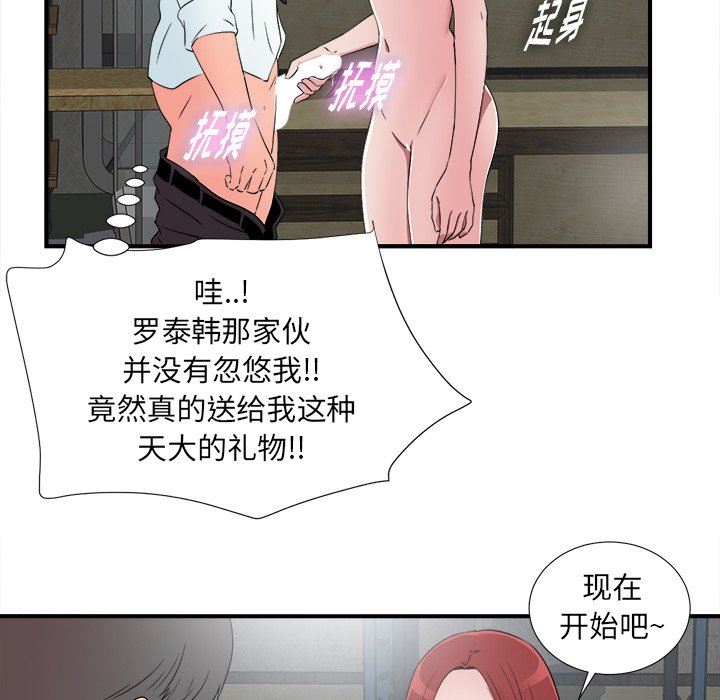 起身
抚摸
抚摸
哇..!
罗泰韩那家伙
并没有忽悠我!!
竟然真的送给我这种
天大的礼物!!
现在
开始吧~